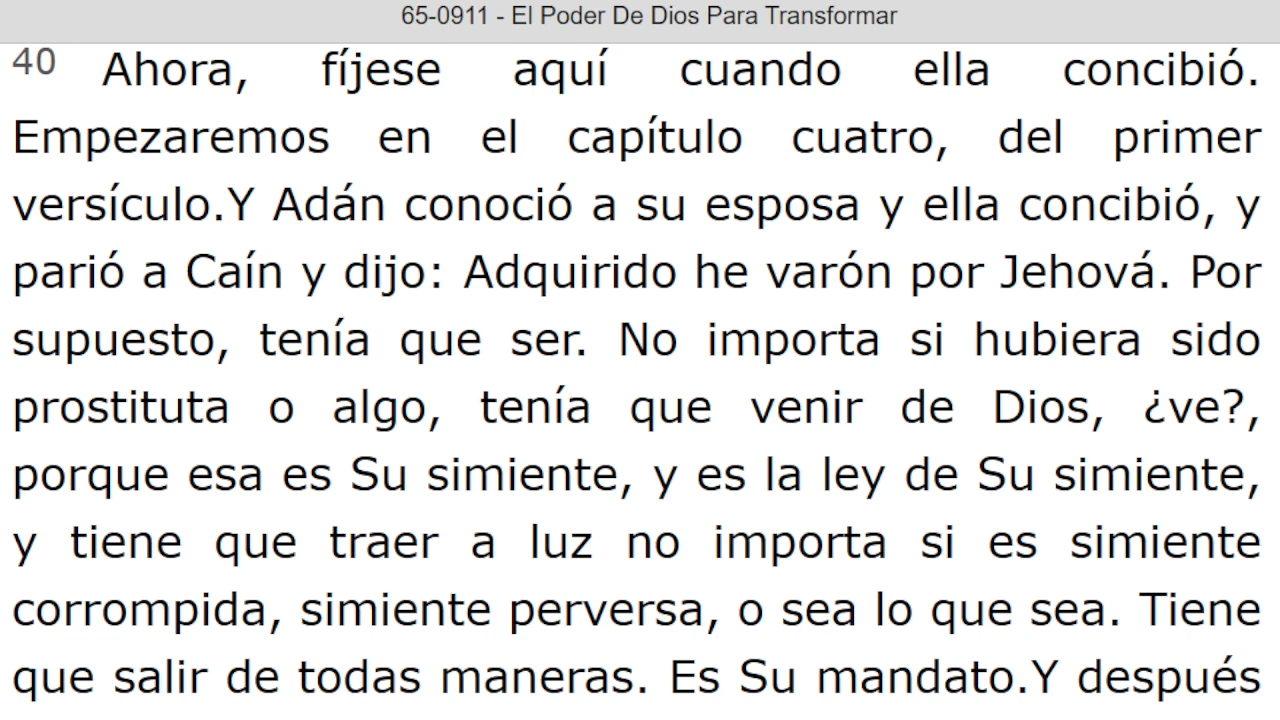 65-0911 - El Poder De Dios Para Transformar
40 Ahora, fíjese aquí cuando ella concibió.
Empezaremos en el capítulo cuatro, del primer
versículo.Y Adán conoció a su esposa y ella concibió, y
parió a Caín y dijo: Adquirido he varón por Jehová. Por
supuesto, tenía que ser. No importa si hubiera sido
prostituta o algo, tenía que venir de Dios, ¿ve?,
porque esa es Su simiente, y es la ley de Su simiente,
y tiene que traer a luz no importa si es simiente
corrompida, simiente perversa, o sea lo que sea. Tiene
que salir de todas maneras. Es Su mandato.Y después